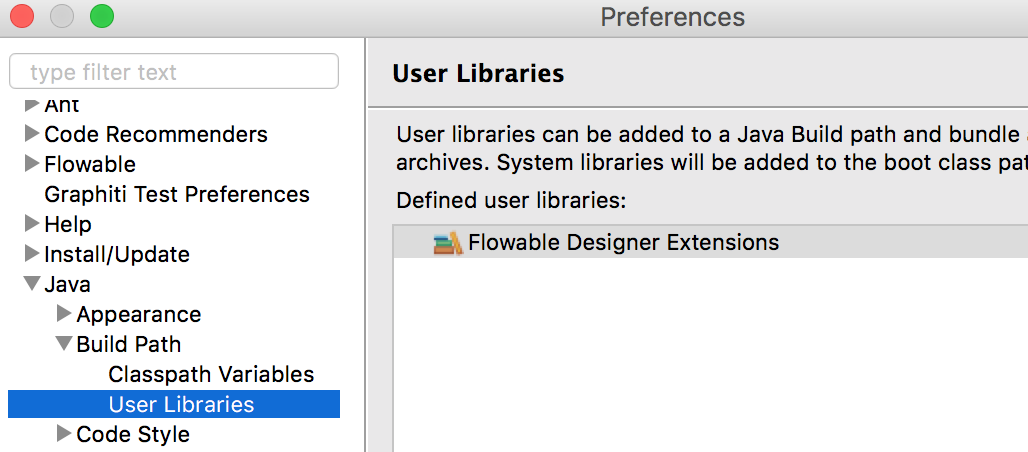 Preferences
type filter text
Ant
Code Recommenders
Flowable
Graphiti Test Preferences
Help
Install/Update
Java
Appearance
Build Path
Classpath Variables
User Libraries
Code Style
User Libraries
User libraries can be added to a Java Build path and bundle
archives. System libraries will be added to the boot class pat
Defined user libraries:
Flowable Designer Extensions